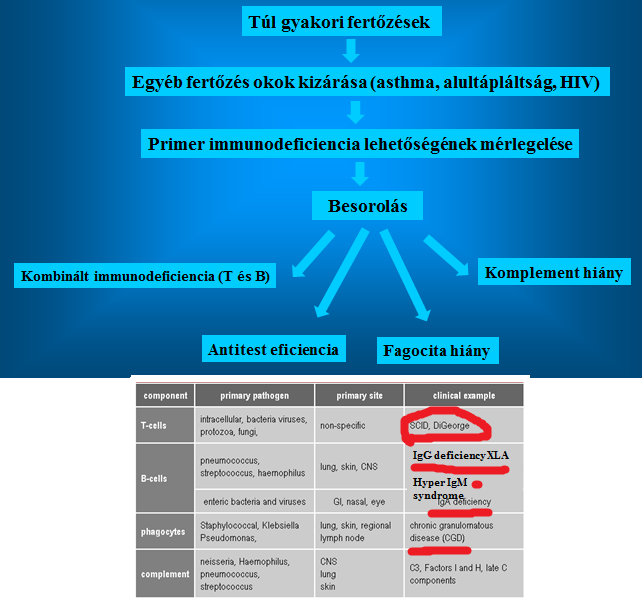 Túl gyakori fertőzések
Egyéb fertőzés okok kizárása (asthma, alultápláltság, HIV)
Primer immunodeficiencia lehetőségének mérlegelése
Besorolás
Kombinált immunodeficiencia (T és B)
Komplement hiány
Antitest eficiencia
Fagocita hiány
component primary pathogen primary site clinical example
T-cells
intracellular, bacteria viruses,
protozoa, fungi,
non-specific
SCID, DiGeorge
B-cells
pneumococcus,
streptococcus, haemophilus
lung, skin, CNS
IgG deficiency XLA
Hyper IgM
syndrome
enteric bacteria and viruses
GI, nasal, eye
IgA deficiency
phagocytes
Staphylococcal, Klebsiella
Pseudomonas,
lung, skin, regional
lymph node
chronic granulomatous
disease (CGD)
complement
neisseria, Haemophilus,
pneumococcus,
streptococcus
CNS
lung
skin
C3, Factors I and H, late C
components